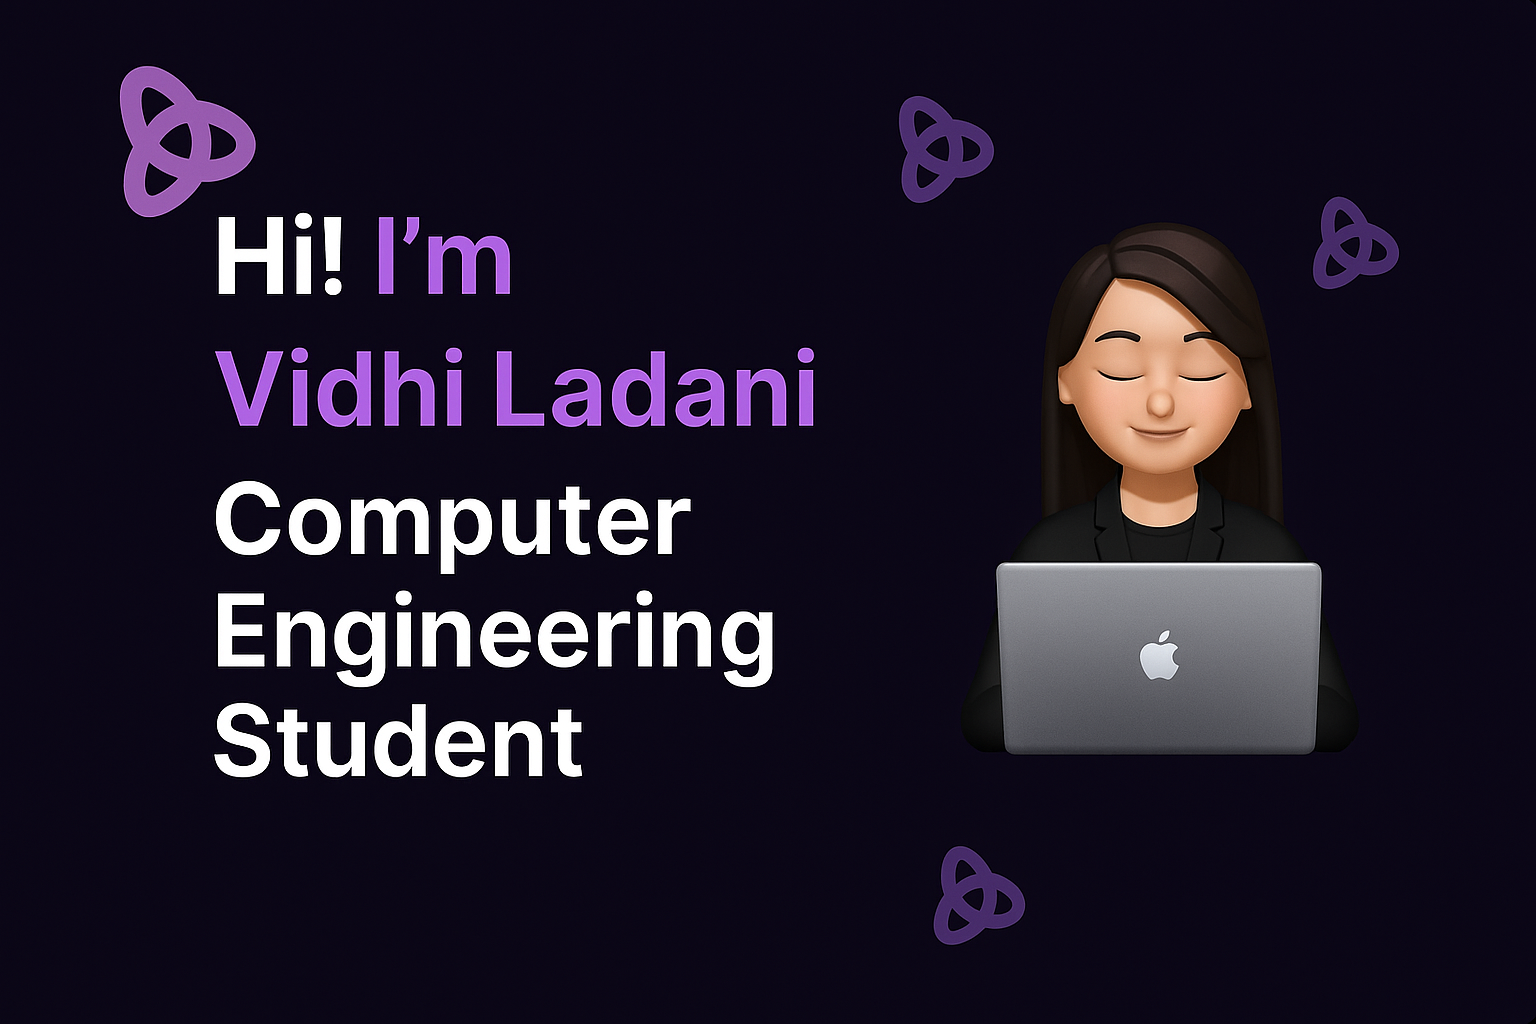 Hi! I’m
Vidhi Ladani
Computer
Engineering
Student